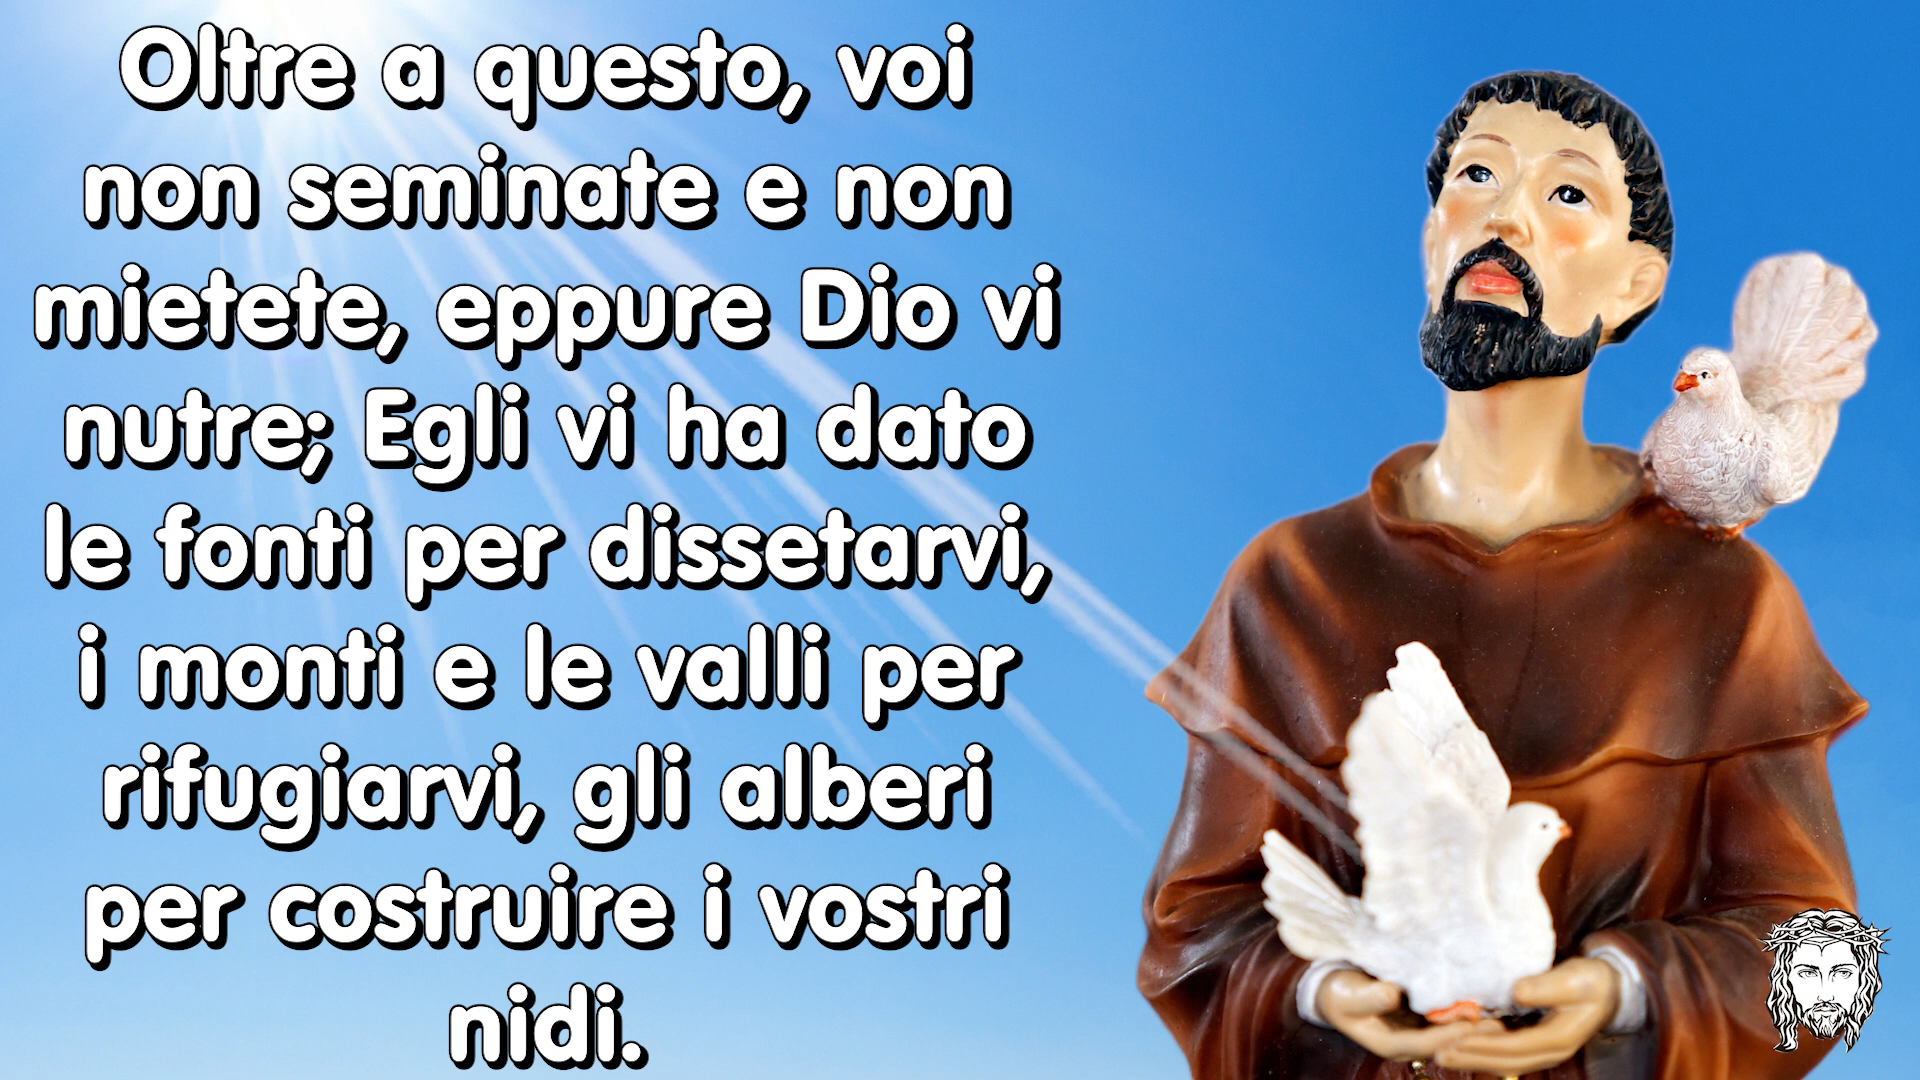 Oltre a questo, voi
non seminate e non
mietete, eppure Dio vi
nutre; Egli vi ha dato
le fonti per dissetarvi,
i monti e le valli per
rifugiarvi, gli alberi
per costruire i vostri
nidi.